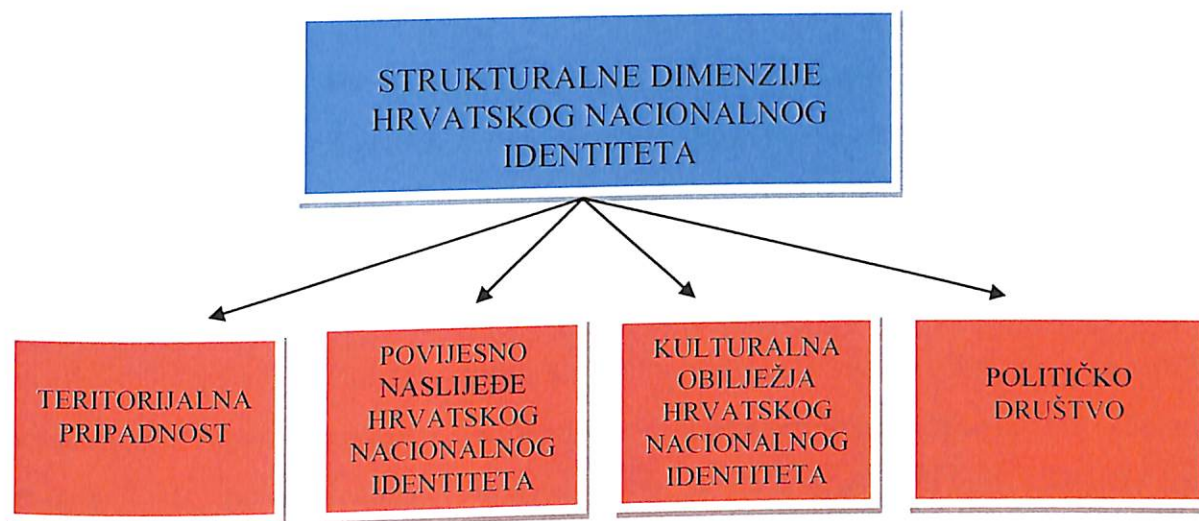 STRUKTURALNE DIMENZIJE
HRVATSKOG NACIONALNOG
IDENTITETA
TERITORIJALNA
PRIPADNOST
POVIJESNO
NASLIJEĐE
HRVATSKOG
NACIONALNOG
IDENTITETA
KULTURALNA
OBILJEŽJA
HRVATSKOG
NACIONALNOG
IDENTITETA
POLITIČKO
DRUŠTVO